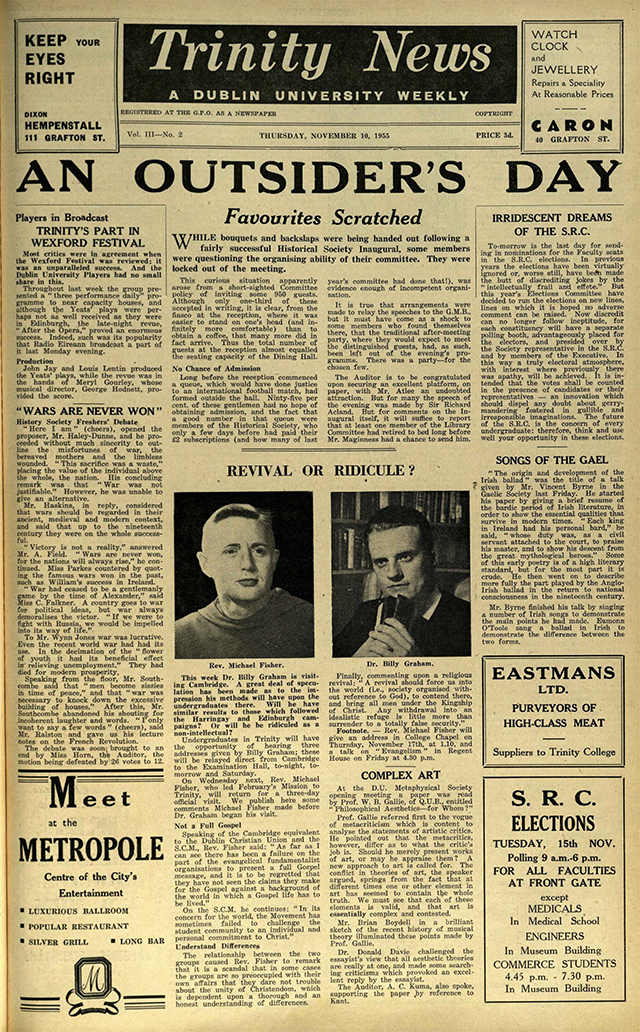 KEEP YOUR
EYES
RIGHT
DIXON
HEMPENSTALL
111 GRAFTON ST.
Trinity News
A DUBLIN UNIVERSITY WEEKLY
REGISTERED AT THE G.P.O. AS A NEWSPAPER
COPYRIGHT
Vol. III—No. 2
THURSDAY, NOVEMBER 10, 1955
PRICE 3d.
WATCH
CLOCK
and
JEWELLERY
Repairs a Speciality
At Reasonable Prices
CARON
40 GRAFTON ST.
AN OUTSIDER'S DAY
Players in Broadcast
TRINITY'S PART IN
WEXFORD FESTIVAL
Most critics were in agreement when
the Wexford Festival was reviewed; it
was an unparalleled success. And the
Dublin University Players had no small
share in this.
Throughout last week the group pre-
sented a "three performance daily" pro-
gramme to near capacity houses, and
although the Yeats' plays were per-
haps not as well received as they were
in Edinburgh, the late-night revue,
"After the Opera," proved an enormous
success. Indeed, such was its popularity
that Radio Eireann broadcast a part of
it last Monday evening.
Production
John Jay and Louis Lentin produced
the Yeats' plays, while the revue was in
the hands of Meryl Gourley, whose
musical director, George Hodnett, pro-
vided the score.
"WARS ARE NEVER WON"
History Society Freshers' Debate
"Here I am" (cheers), opened the
proposer, Mr. Haley-Dunne, and he pro-
ceeded without much sincerity to out-
line the misfortunes of war, the
bereaved mothers and the limbless
wounded. "This sacrifice was a waste,"
placing the value of the individual above
the whole, the nation. His concluding
remark was that "War was not
justifiable." However, he was unable to
give an alternative.
Mr. Haskins, in reply, considered
that wars should be regarded in their
ancient, medieval and modern context,
and said that up to the nineteenth
century they were on the whole success-
ful.
"Victory is not a reality," answered
Mr. A. Field. "Wars are never won,
for the nations will always rise," he con-
tinued. Miss Parkes countered by quot-
ing the famous wars won in the past,
such as William's success in Ireland.
"War had ceased to be a gentlemanly
game by the time of Alexander," said
Miss C. Falkner. A country goes to war
for political ideas, but war always
demoralises the victor. "If we were to
fight with Russia, we would be impelled
into its way of life."
To Mr. Wynn Jones war was lucrative.
Even the recent world war had had its
use. In the decimation of the "flower
of youth it had its beneficial effect
in relieving unemployment." They had
died for modern prosperity.
Speaking from the floor, Mr. South-
combe said that "men become sissies
in time of peace," and that "war was
necessary to knock down the excessive
building of houses." After this, Mr.
Southcombe abandoned his shouting for
incoherent laughter and words. "I only
want to say a few words" (cheers), said
Mr. Ralston and gave us his lecture
notes on the French Revolution.
The debate was soon brought to an
end by Miss Horn, the Auditor, the
motion being defeated by 26 votes to 12.
Meet
at the
METROPOLE
Centre of the City's
Entertainment
LUXURIOUS BALLROOM
POPULAR RESTAURANT
SILVER GRILL LONG BAR
M
Favourites Scratched
WHILE bouquets and backslaps were being handed out following a
fairly successful Historical Society Inaugural, some members
were questioning the organising ability of their committee. They were
locked out of the meeting.
This curious situation apparently
arose from a short-sighted Committee
policy of inviting some 950 guests.
Although only one-third of these
accepted in writing, it is clear, from the
fiasco at the reception, where it was
easier to stand on one's head (and in-
finitely more comfortable) than to
obtain a coffee, that many more did in
fact arrive. Thus the total number of
guests at the reception almost equalled
the seating capacity of the Dining Hall.
No Chance of Admission
Long before the reception commenced
a queue, which would have done justice
to an international football match, had
formed outside the hall. Ninety-five per
cent. of these gentlemen had no hope of
obtaining admission, and the fact that
a good number in that queue were
members of the Historical Society, who
only a few days before had paid their
£2 subscriptions (and how many of last
year's committee had done that!), was
evidence enough of incompetent organi-
sation.
It is true that arrangements were
made to relay the speeches to the G.M.B.,
but it must have come as a shock to
some members who found themselves
there, that the traditional after-meeting
party, where they would expect to meet
the distinguished guests, had, as such,
been left out of the evening's pro-
gramme. There was a party—for the
chosen few.
The Auditor is to be congratulated
upon securing an excellent platform, on
paper, with Mr. Atlee an undoubted
attraction. But for many the speech of
the evening was made by Sir Richard
Acland. But for comments on the In-
augural itself, it will suffice to report
that at least one member of the Library
Committee had retired to bed long before
Mr. Maginness had a chance to send him.
REVIVAL OR RIDICULE?
Rev. Michael Fisher.
Dr. Billy Graham.
This week Dr. Billy Graham is visit-
ing Cambridge. A great deal of specu-
lation has been made as to the im-
pression his methods will have upon the
undergraduates there. Will he have
similar results to those which followed
the Harringay and Edinburgh cam-
paigns? Or will he be ridiculed as a
non-intellectual?
Undergraduates in Trinity will have
the opportunity of hearing three
addresses given by Billy Graham; these
will be relayed direct from Cambridge
to the Examination Hall, to-night, to-
morrow and Saturday.
On Wednesday next, Rev. Michael
Fisher, who led February's Mission to
Trinity, will return for a three-day
official visit. We publish here some
comments Michael Fisher made before
Dr. Graham began his visit.
Not a Full Gospel
Speaking of the Cambridge equivalent
to the Dublin Christian Union and the
S.C.M., Rev. Fisher said: "As far as I
can see there has been a failure on the
part of the evangelical fundamentalist
organisations to present a full Gospel
message, and it is to be regretted that
they have not seen the claims they make
for the Gospel against a background of
the world in which a Gospel life has to
be lived."
On the S.C.M. he continues: "In its
concern for the world, the Movement has
sometimes failed to challenge the
student community to an individual and
personal commitment to Christ."
Understand Differences
The relationship between the two
groups caused Rev. Fisher to remark
that it is a scandal that in some cases
the groups are so preoccupied with their
own affairs that they dare not trouble
about the unity of Christendom, which
is dependent upon a thorough and an
honest understanding of differences.
Finally, commenting upon a religious
revival; "A revival should force us into
the world (i.e., society organised with-
out reference to God), to contend there,
and bring all men under the Kingship
of Christ. Any withdrawal into an
idealistic refuge is little more than
surrender to a totally false security."
Footnote. — Rev. Michael Fisher will
give an address in College Chapel on
Thursday, November 17th, at 1.10, and
a talk on "Evangelism" in Regent
House on Friday at 4.30 p.m.
COMPLEX ART
At the D.U. Metaphysical Society
opening meeting a paper was read
by Prof. W. B. Gallie, of Q.U.B., entitled
"Philosophical Aesthetics—for Whom?"
Prof. Gallie referred first to the vogue
of metacriticism which is content to
analyse the statements of artistic critics.
He pointed out that the metacritics,
however, differ as to what the critic's
job is. Should he merely present works
of art, or may he appraise them? A
new approach to art is called for. The
conflict in theories of art, the speaker
argued, springs from the fact that at
different times one or other element in
art has seemed to contain the whole
truth. We must see that each of these
elements is valid, and that art is
essentially complex and contested.
Mr. Brian Boydell in a brilliant
sketch of the recent history of musical
theory illuminated these points made by
Prof. Gallie.
Dr. Donald Davie challenged the
essayist's view that all aesthetic theories
are really at one, and made some search-
ing criticisms which provoked an excel-
lent reply by the essayist.
The Auditor, A. C. Kuma, also spoke,
supporting the paper by reference to
Kant.
IRRIDESCENT DREAMS
OF THE S.R.C.
To-morrow is the last day for send-
ing in nominations for the Faculty seats
in the S.R.C. elections. In previous
years the elections have been virtually
ignored or, worse still, have been made
the butt of discrediting jokes by the
"intellectually frail and effete." But
this year's Elections Committee have
decided to run the elections on new lines,
lines on which it is hoped no adverse
comment can be raised. Now discredit
can no longer follow ineptitude, for
each constituency will have a separate
polling booth, advantageously placed for
the electors, and presided over by
the Society representative in the S.R.C.
and by members of the Executive. In
this way a truly electoral atmosphere,
with interest where previously there
was apathy, will be achieved. It is in-
tended that the votes shall be counted
in the presence of candidates or their
representatives — an innovation which
should dispel any doubt about gerry-
mandering fostered in gullible and
irresponsible imaginations. The future
of the S.R.C. is the concern of every
undergraduate: therefore, think and use
well your opportunity in these elections.
SONGS OF THE GAEL
"The origin and development of the
Irish ballad" was the title of a talk
given by Mr. Vincent Byrne in the
Gaelic Society last Friday. He started
his paper by giving a brief resume of
the bardic period of Irish literature, in
order to show the essential qualities that
survive in modern times. "Each king
in Ireland had his personal bard," he
said, "whose duty was, as a civil
servant attached to the court, to praise
his master, and to show his descent from
the great mythological heroes." Some
of this early poetry is of a high literary
standard, but for the most part it is
crude. He then went on to describe
more fully the part played by the Anglo-
Irish ballad in the return to national
consciousness in the nineteenth century.
Mr. Byrne finished his talk by singing
a number of Irish songs to demonstrate
the main points he had made. Eamonn
O'Toole sang a ballad in Irish to
demonstrate the difference between the
two forms.
EASTMANS
LTD.
PURVEYORS OF
HIGH-CLASS MEAT
Suppliers to Trinity College
S. R. C.
ELECTIONS
TUESDAY, 15th NOV.
Polling 9 a.m.-6 p.m.
FOR ALL FACULTIES
AT FRONT GATE
except
MEDICALS
In Medical School
ENGINEERS
In Museum Building
COMMERCE STUDENTS
4.45 p.m. - 7.30 p.m.
In Museum Building